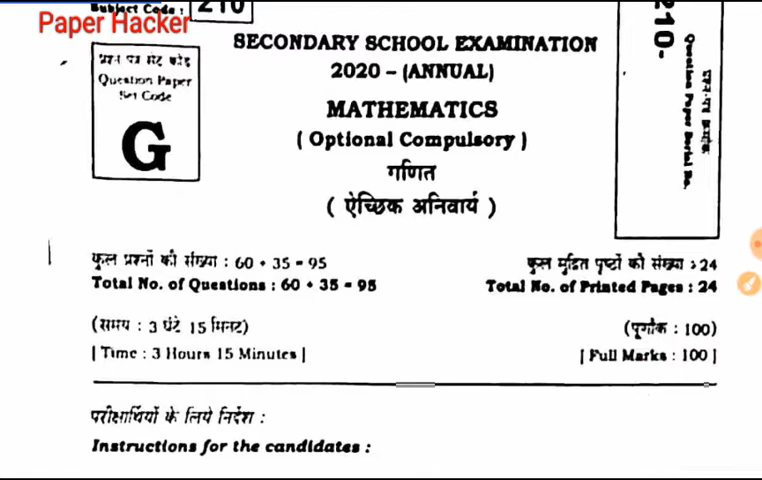 Subject Code : 210
Paper Hacker
प्रश्न पत्र सेट कोड
Question Paper
Set Code
G
SECONDARY SCHOOL EXAMINATION
2020 – (ANNUAL)
MATHEMATICS
( Optional Compulsory )
गणित
( ऐच्छिक अनिवार्य )
210-
Question Paper Serial No.
कुल प्रश्नों की संख्या : 60 + 35 = 95
Total No. of Questions : 60 + 35 = 95
कुल मुद्रित पृष्ठों की संख्या : 24
Total No. of Printed Pages : 24
(समय : 3 घंटे 15 मिनट)
[ Time : 3 Hours 15 Minutes ]
(पूर्णांक : 100)
[ Full Marks : 100 ]
परीक्षार्थियों के लिये निर्देश :
Instructions for the candidates :